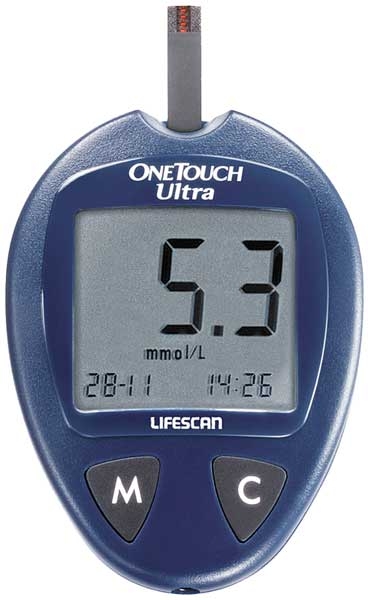 ONETOUCH
Ultra
5.3
mmol/L
28-11 14:26
LIFESCAN
M C